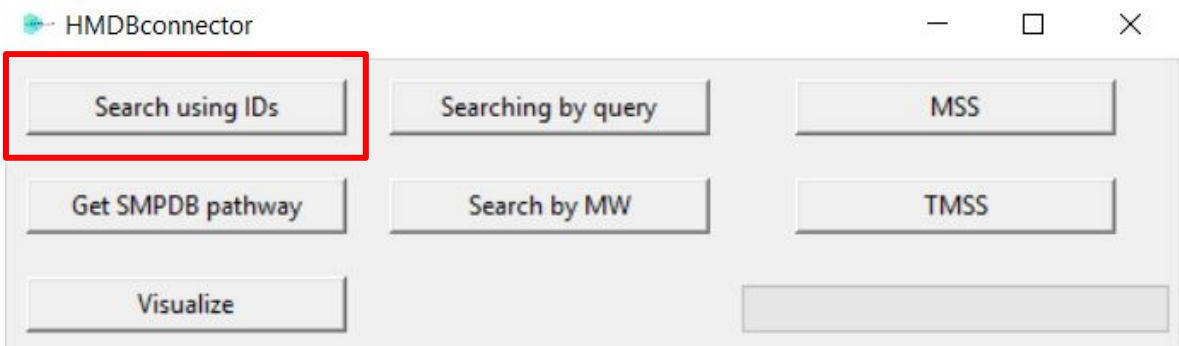 HMDBconnector
Search using IDs
Searching by query
MSS
Get SMPDB pathway
Search by MW
TMSS
Visualize